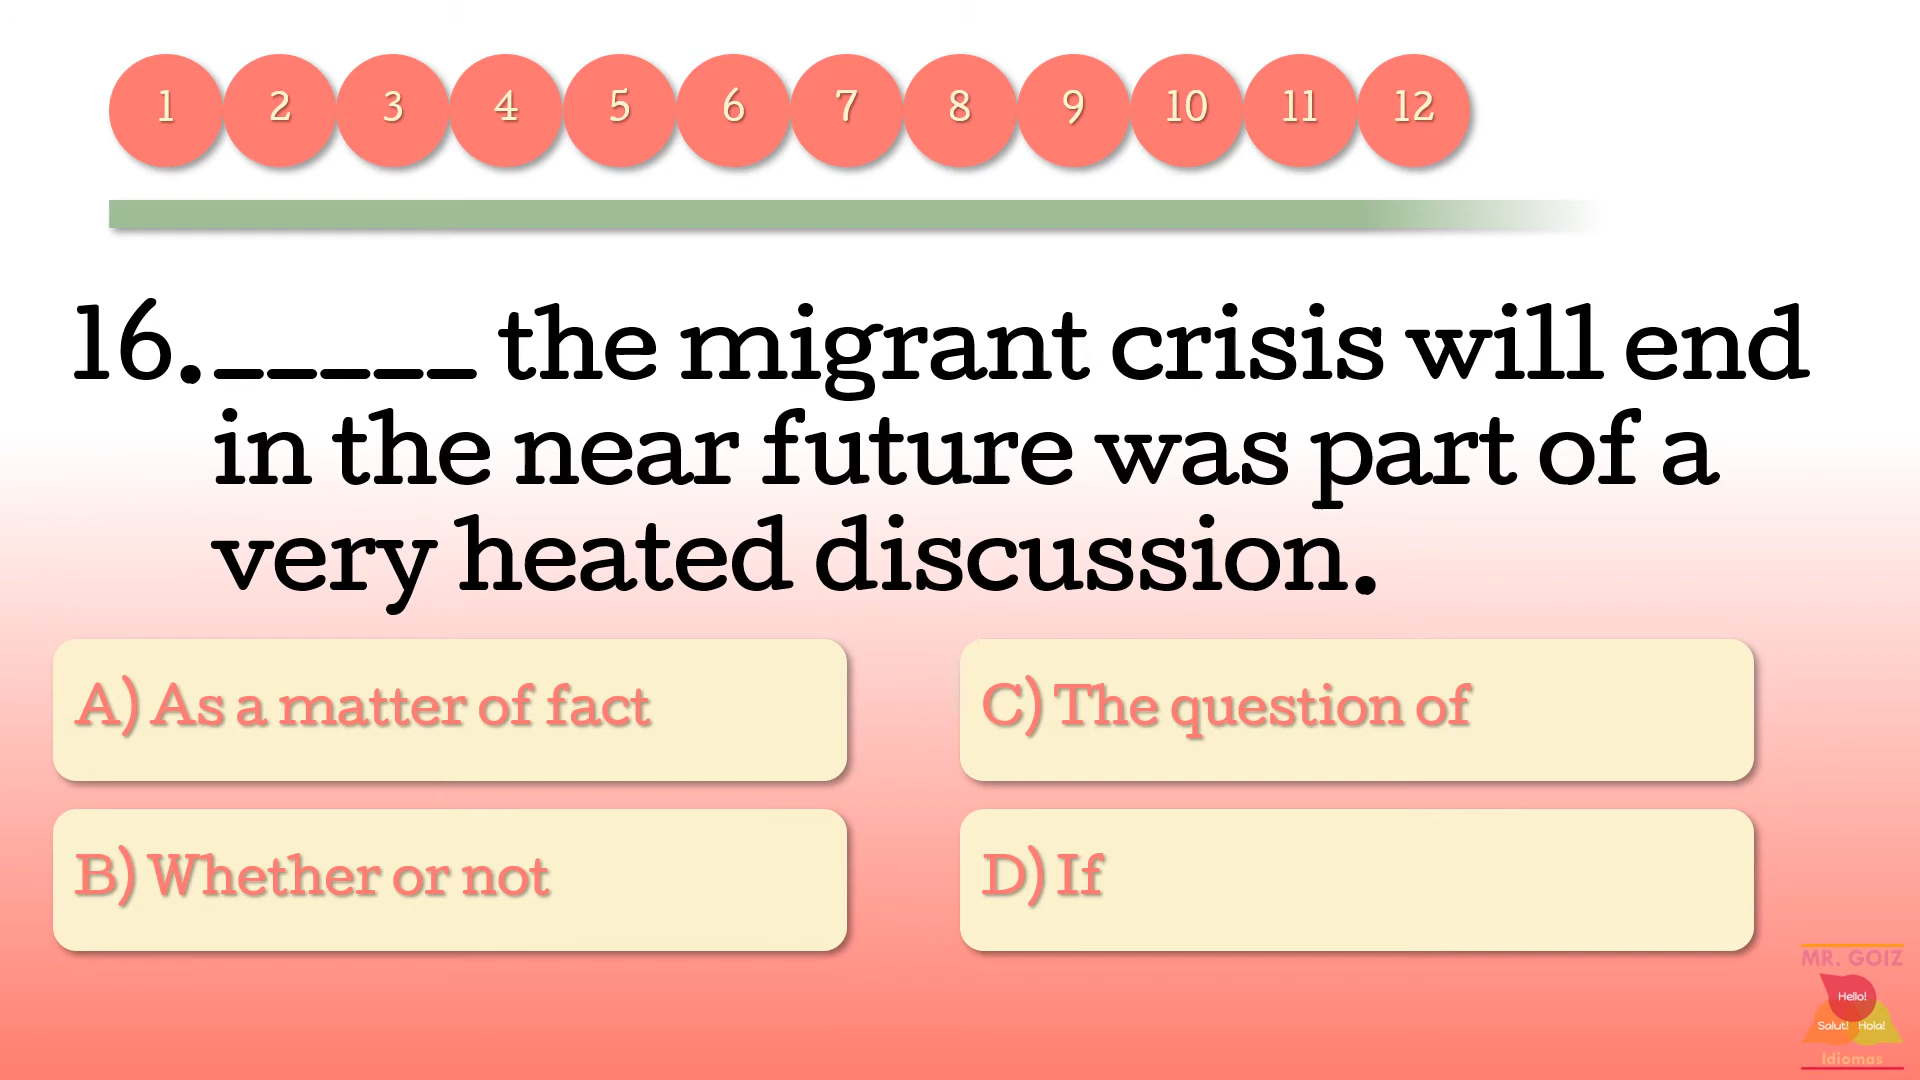 1 2 3 4 5 6 7 8 9 10 11 12
16._____ the migrant crisis will end
in the near future was part of a
very heated discussion.
A) As a matter of fact
C) The question of
B) Whether or not
D) If
MR. GOIZ
Hello!
Salut! Hola!
Idiomas